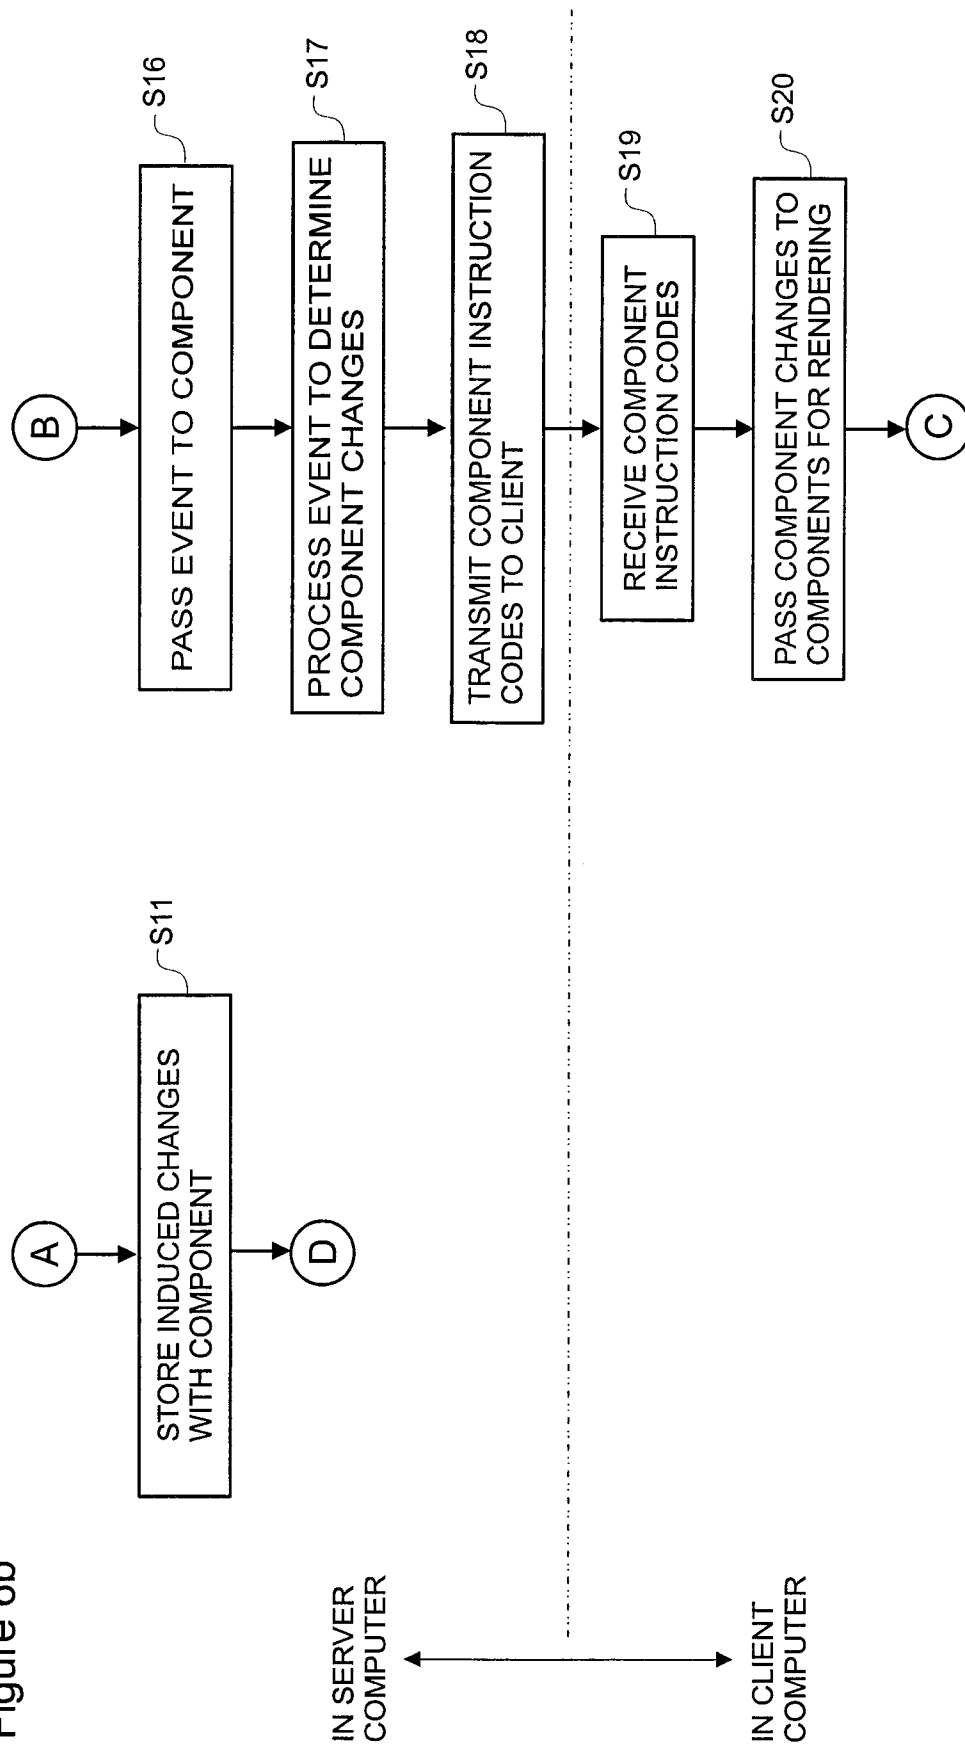 Figure 6b
A
STORE INDUCED CHANGES
WITH COMPONENT
S11
D
B
PASS EVENT TO COMPONENT
S16
PROCESS EVENT TO DETERMINE
COMPONENT CHANGES
S17
TRANSMIT COMPONENT INSTRUCTION
CODES TO CLIENT
S18
IN SERVER
COMPUTER
IN CLIENT
COMPUTER
RECEIVE COMPONENT
INSTRUCTION CODES
S19
PASS COMPONENT CHANGES TO
COMPONENTS FOR RENDERING
S20
C